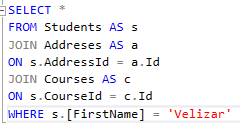 SELECT *
FROM Students AS s
JOIN Addreses AS a
ON s.AddressId = a.Id
JOIN Courses AS c
ON s.CourseId = c.Id
WHERE s.[FirstName] = 'Velizar'